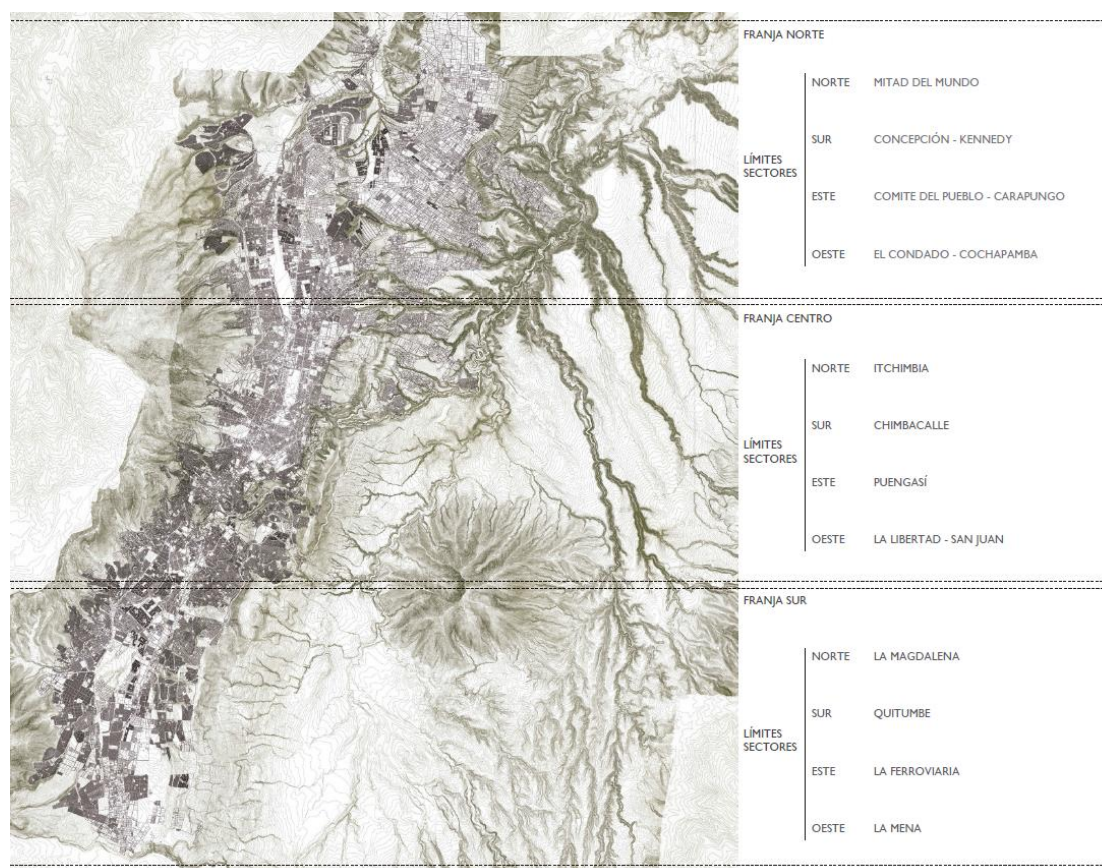 FRANJA NORTE
NORTE MITAD DEL MUNDO
SUR CONCEPCIÓN - KENNEDY
LÍMITES
SECTORES
ESTE COMITE DEL PUEBLO - CARAPUNGO
OESTE EL CONDADO - COCHAPAMBA
FRANJA CENTRO
NORTE ITCHIMBIA
SUR CHIMBACALLE
LÍMITES
SECTORES
ESTE PUENGASÍ
OESTE LA LIBERTAD - SAN JUAN
FRANJA SUR
NORTE LA MAGDALENA
SUR QUITUMBE
LÍMITES
SECTORES
ESTE LA FERROVIARIA
OESTE LA MENA